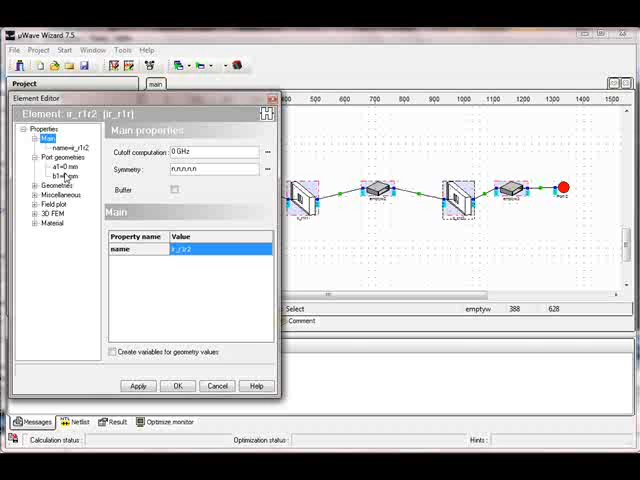 µWave Wizard 7.5
File Project Start Window Tools Help
Project
main
Element Editor
Element: ir_r1r2 (ir_r1r)
Properties
Main
name=ir_r1r2
Port geometries
a1=0 mm
b1= mm
Geometries
Miscellaneous
Field plot
3D FEM
Material
Main properties
Cutoff computation : 0 GHz
Symmetry : n,n,n,n,n
Buffer
Main
Property name Value
name ir_r1r2
Create variables for geometry values
Apply OK Cancel Help
400 500 600 700 800 900 1000 1100 1200 1300 1400 1500
emptyw2
Port 2
Select emptyw 388 628
Comment
Messages Netlist Result Optimize monitor
Calculation status : Optimization status : Hints :